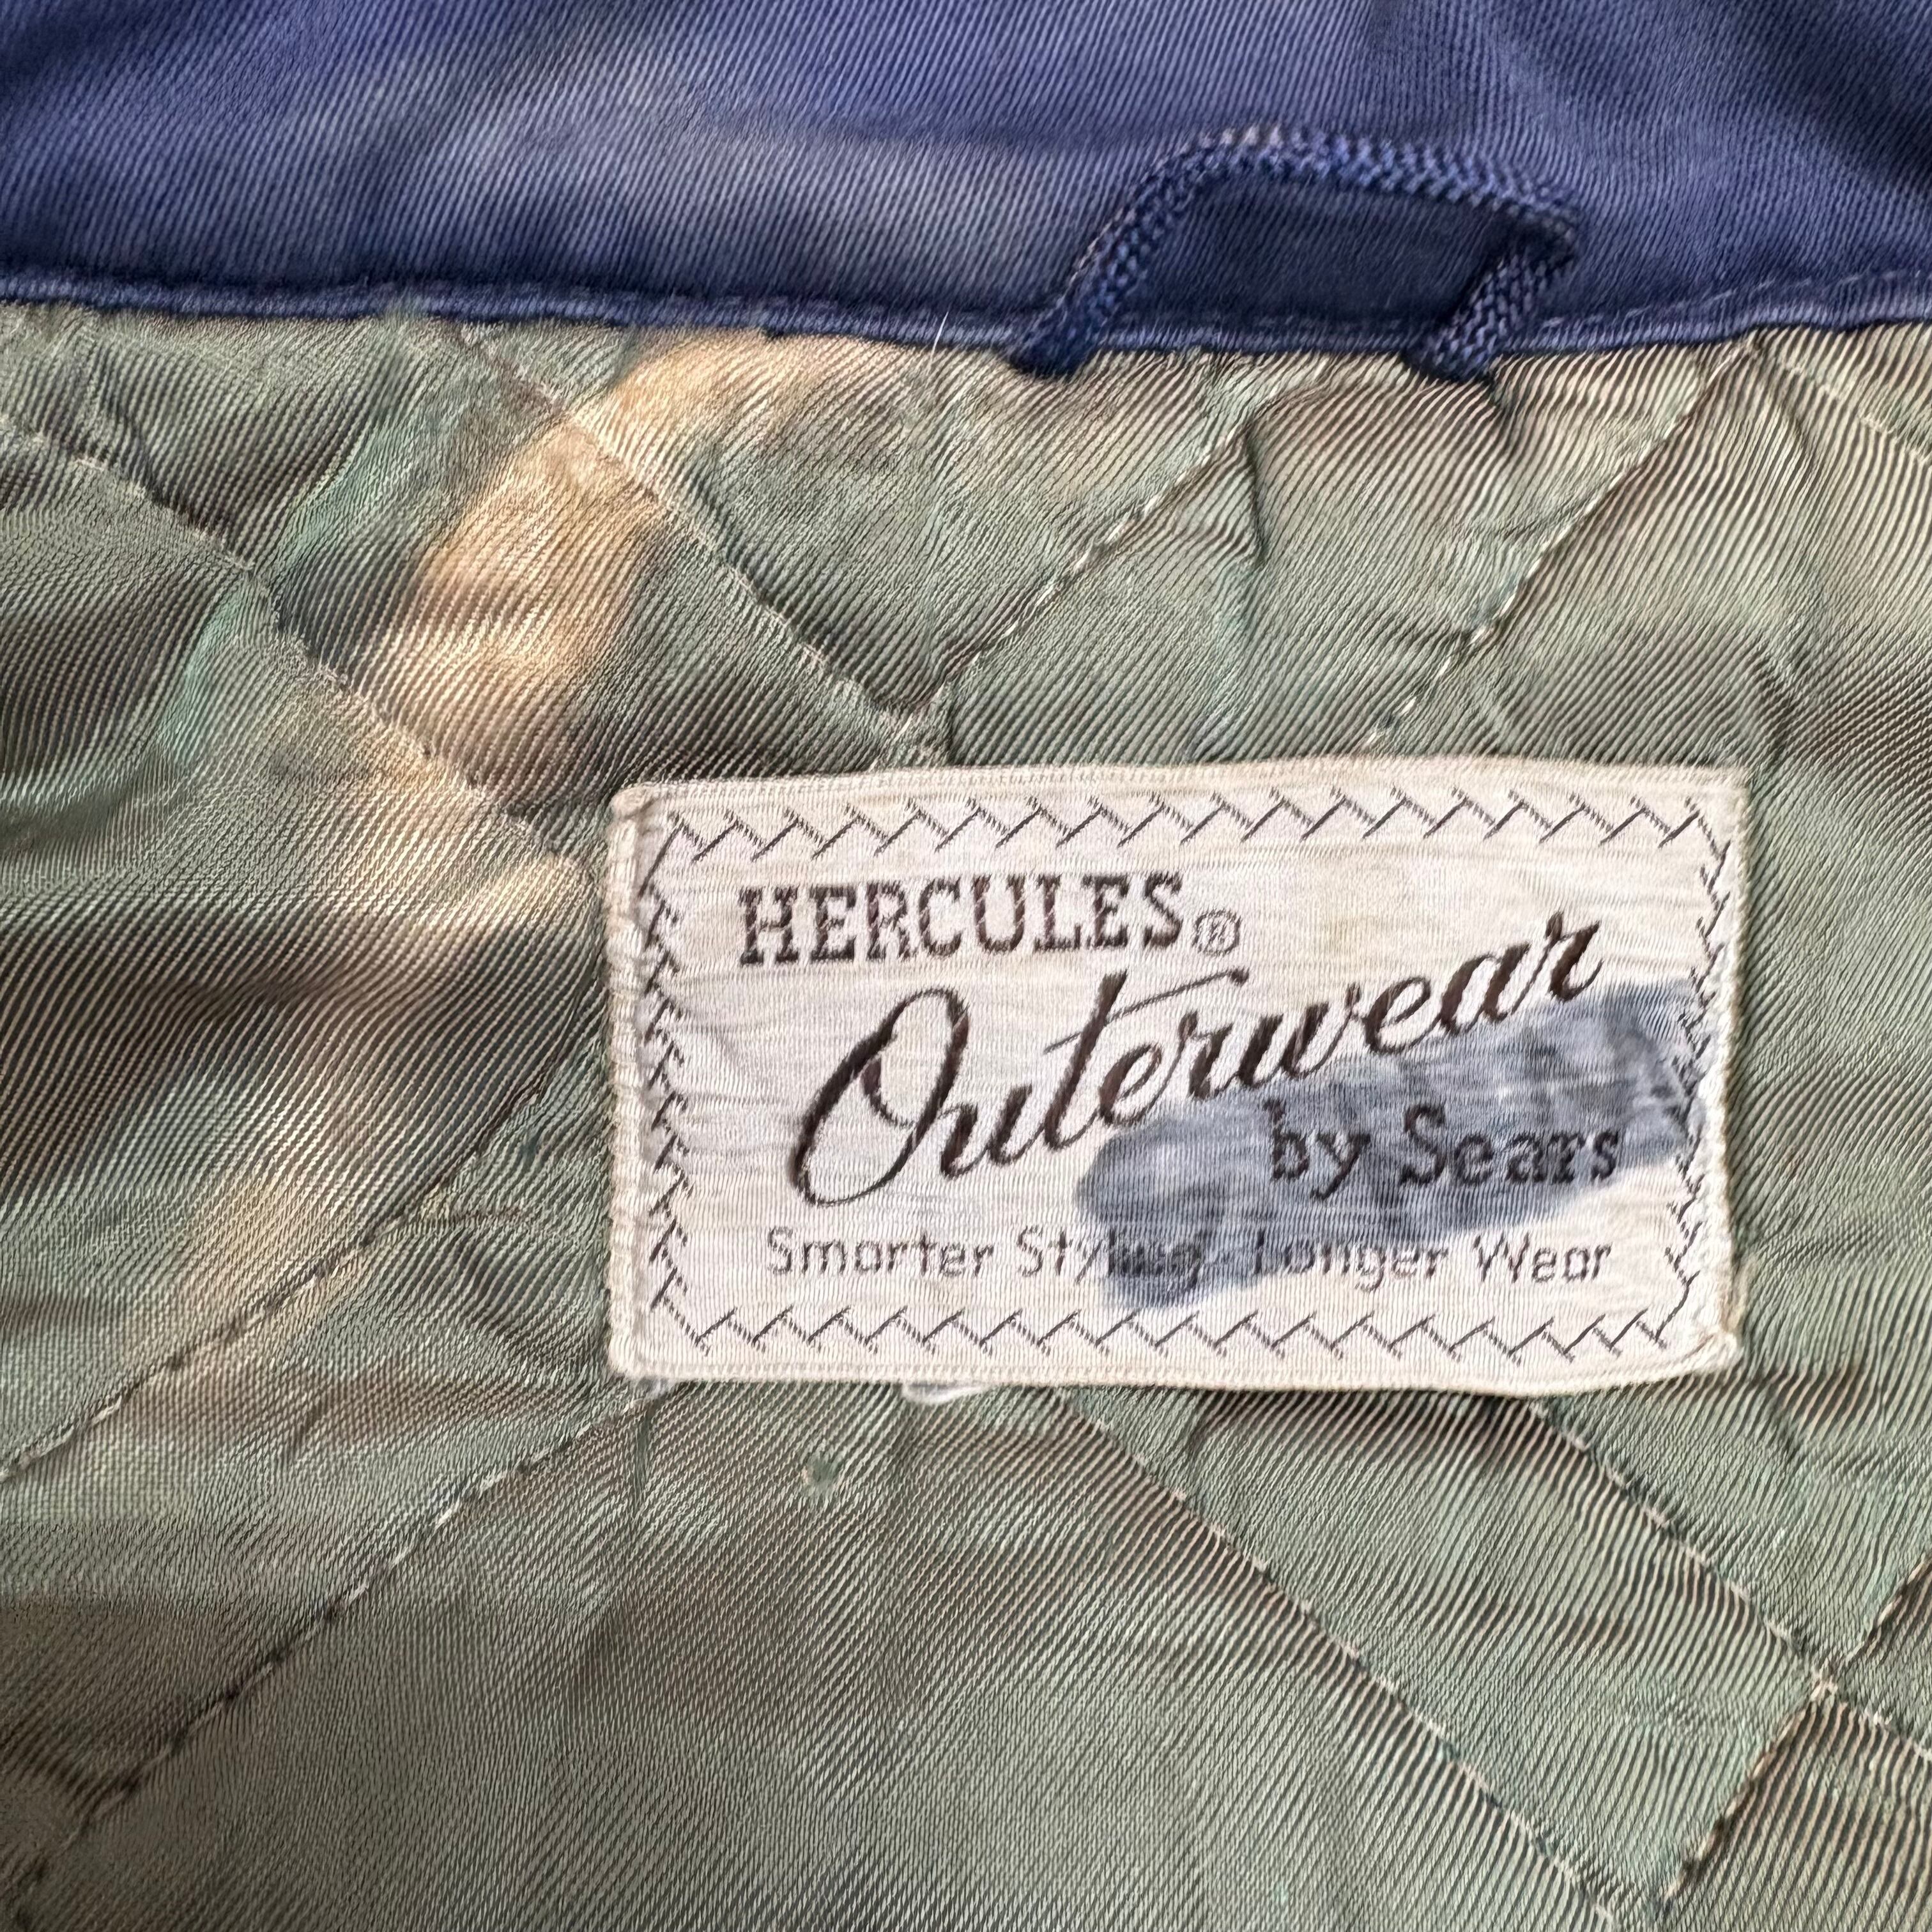 HERCULES®
Outerwear
by Sears
Smarter Styling Longer Wear